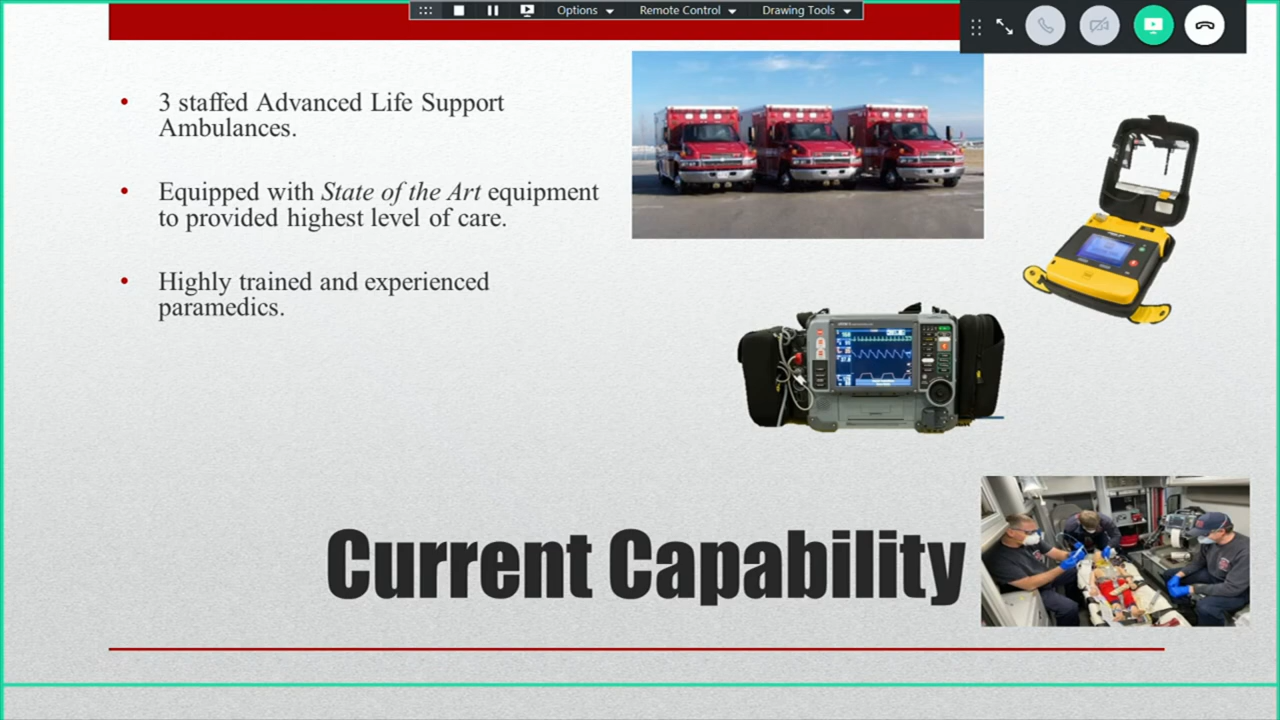 Options
Remote Control
Drawing Tools
• 3 staffed Advanced Life Support
Ambulances.
• Equipped with State of the Art equipment
to provided highest level of care.
• Highly trained and experienced
paramedics.
Current Capability